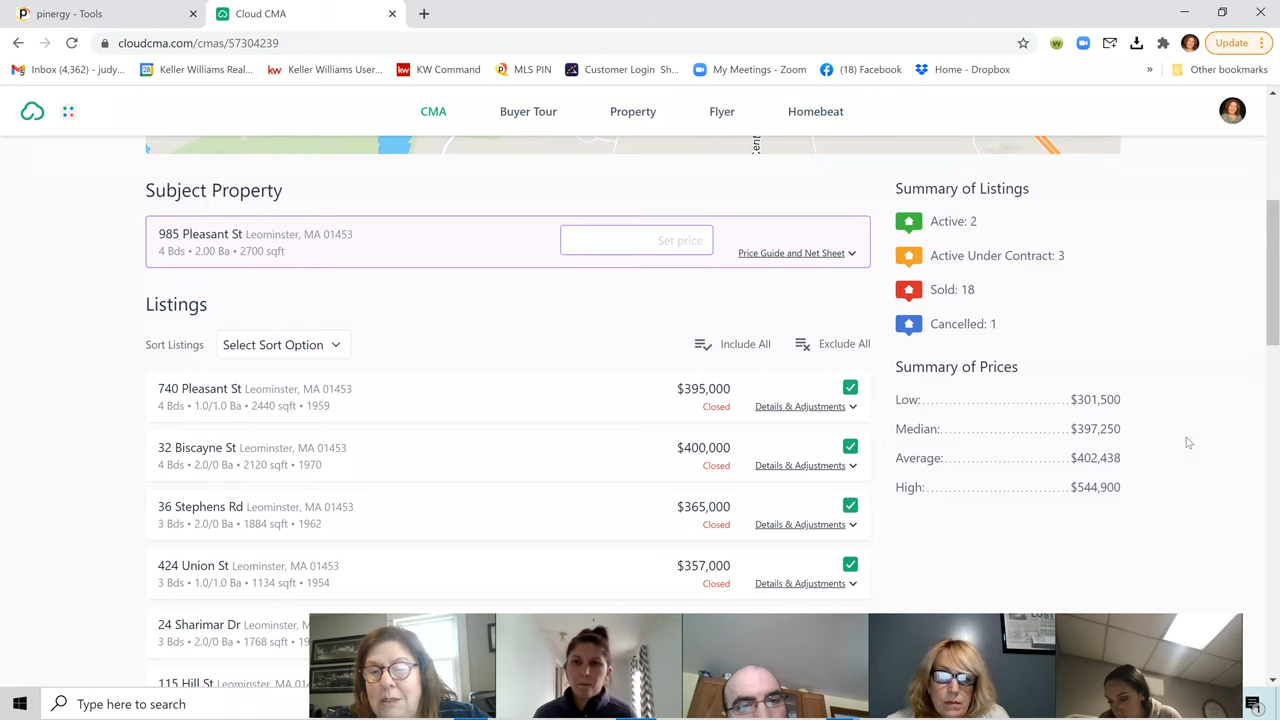 pinergy - Tools
Cloud CMA
cloudcma.com/cmas/57304239
Update
Inbox (4,362) - judy...
Keller Williams Real...
Keller Williams User...
KW Command
MLS PIN
Customer Login Sh...
My Meetings - Zoom
(18) Facebook
Home - Dropbox
»
Other bookmarks
CMA
Buyer Tour
Property
Flyer
Homebeat
Cent
Subject Property
985 Pleasant St Leominster, MA 01453
4 Bds • 2.00 Ba • 2700 sqft
Set price
Price Guide and Net Sheet
Listings
Sort Listings
Select Sort Option
Include All
Exclude All
740 Pleasant St Leominster, MA 01453
4 Bds • 1.0/1.0 Ba • 2440 sqft • 1959
$395,000
Closed
Details & Adjustments
32 Biscayne St Leominster, MA 01453
4 Bds • 2.0/0 Ba • 2120 sqft • 1970
$400,000
Closed
Details & Adjustments
36 Stephens Rd Leominster, MA 01453
3 Bds • 2.0/0 Ba • 1884 sqft • 1962
$365,000
Closed
Details & Adjustments
424 Union St Leominster, MA 01453
3 Bds • 1.0/1.0 Ba • 1134 sqft • 1954
$357,000
Closed
Details & Adjustments
24 Sharimar Dr Leominster, M
3 Bds • 2.0/0 Ba • 1768 sqft • 19
115 Hill St Leominster, MA 01
Summary of Listings
Active: 2
Active Under Contract: 3
Sold: 18
Cancelled: 1
Summary of Prices
Low: $301,500
Median: $397,250
Average: $402,438
High: $544,900
Type here to search
1